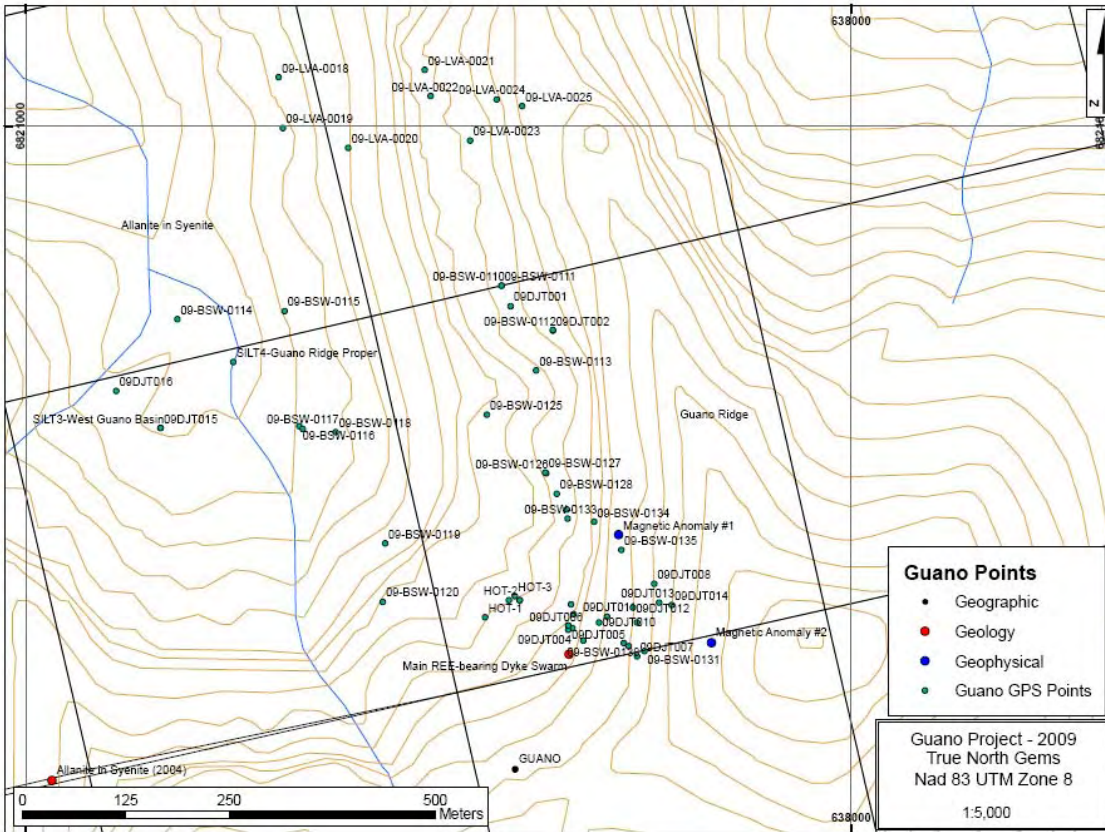 638000
09-LVA-0018
09-LVA-0021
09-LVA-0022
09-LVA-0024
09-LVA-0025
N
6821000
09-LVA-0019
09-LVA-0020
09-LVA-0023
Allanite in Syenite
09-BSW-0110
09-BSW-0111
09DJT001
09-BSW-0114
09-BSW-0115
09-BSW-0112
09DJT002
SILT4-Guano Ridge Proper
09-BSW-0113
09DJT016
SILT3-West Guano Basin
09DJT015
09-BSW-0117
09-BSW-0118
09-BSW-0116
09-BSW-0125
Guano Ridge
09-BSW-0126
09-BSW-0127
09-BSW-0128
09-BSW-0133
09-BSW-0134
Magnetic Anomaly #1
09-BSW-0119
09-BSW-0135
09-BSW-0120
HOT-2
HOT-3
HOT-1
09DJT008
09DJT013
09DJT014
09DJT012
09DJT010
09DJT006
09DJT004
09DJT005
09DJT007
Magnetic Anomaly #2
Main REE-bearing Dyke Swarm
09-BSW-0131
GUANO
Allanite in Syenite (2004)
0 125 250 500
Meters
638000
Guano Points
Geographic
Geology
Geophysical
Guano GPS Points
Guano Project - 2009
True North Gems
Nad 83 UTM Zone 8
1:5,000